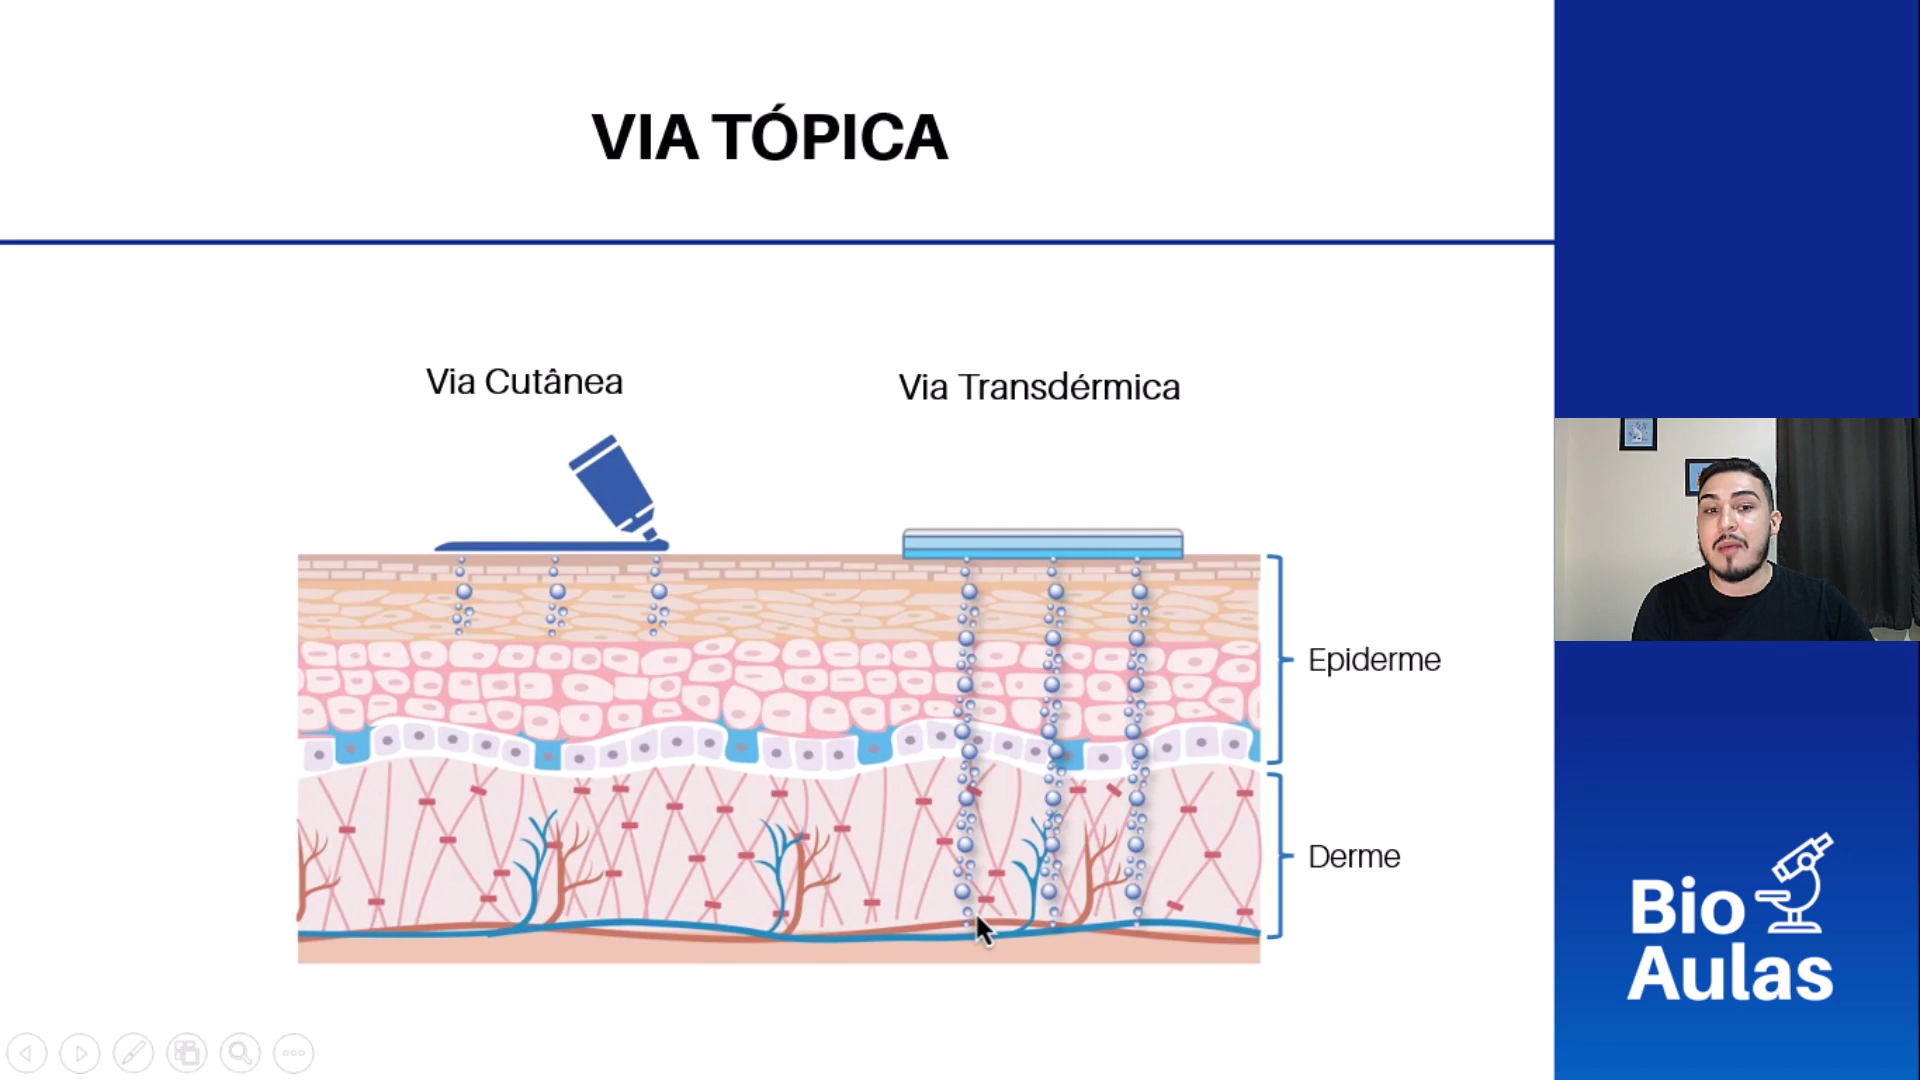 VIA TÓPICA
Via Cutânea
Via Transdérmica
Epiderme
Derme
Bio
Aulas